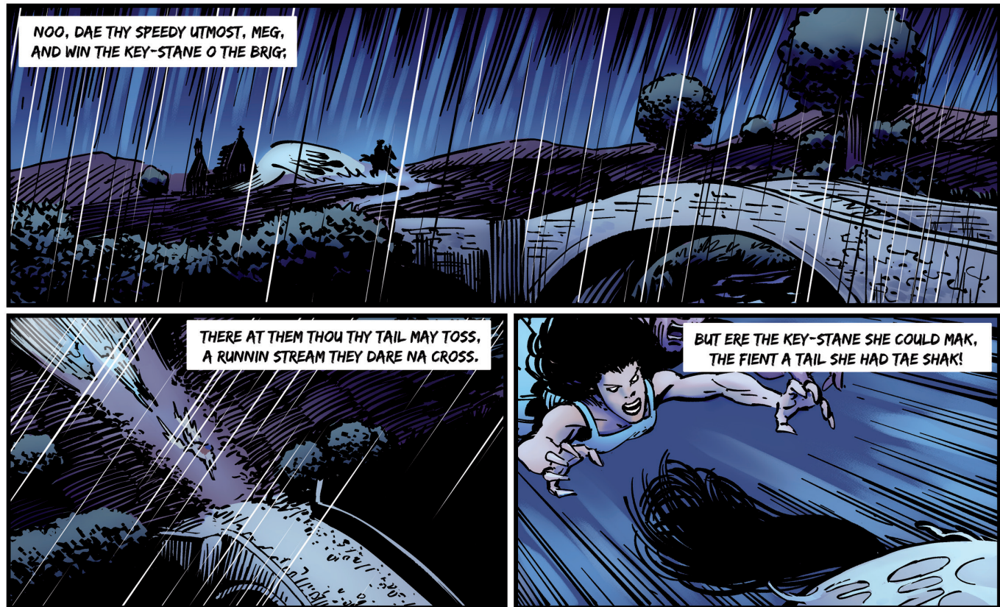 NOO, DAE THY SPEEDY UTMOST, MEG,
AND WIN THE KEY-STANE O THE BRIG;
THERE AT THEM THOU THY TAIL MAY TOSS,
A RUNNIN STREAM THEY DARE NA CROSS.
BUT ERE THE KEY-STANE SHE COULD MAK,
THE FIENT A TAIL SHE HAD TAE SHAK!